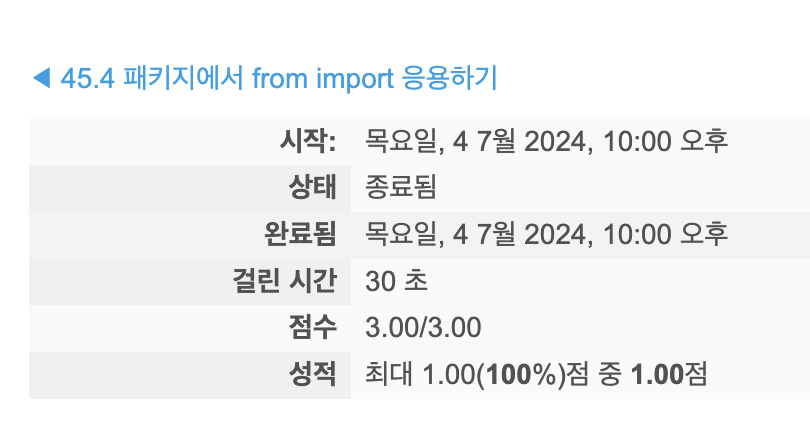 ◀ 45.4 패키지에서 from import 응용하기
시작: 목요일, 4 7월 2024, 10:00 오후
상태 종료됨
완료됨 목요일, 4 7월 2024, 10:00 오후
걸린 시간 30 초
점수 3.00/3.00
성적 최대 1.00(100%)점 중 1.00점